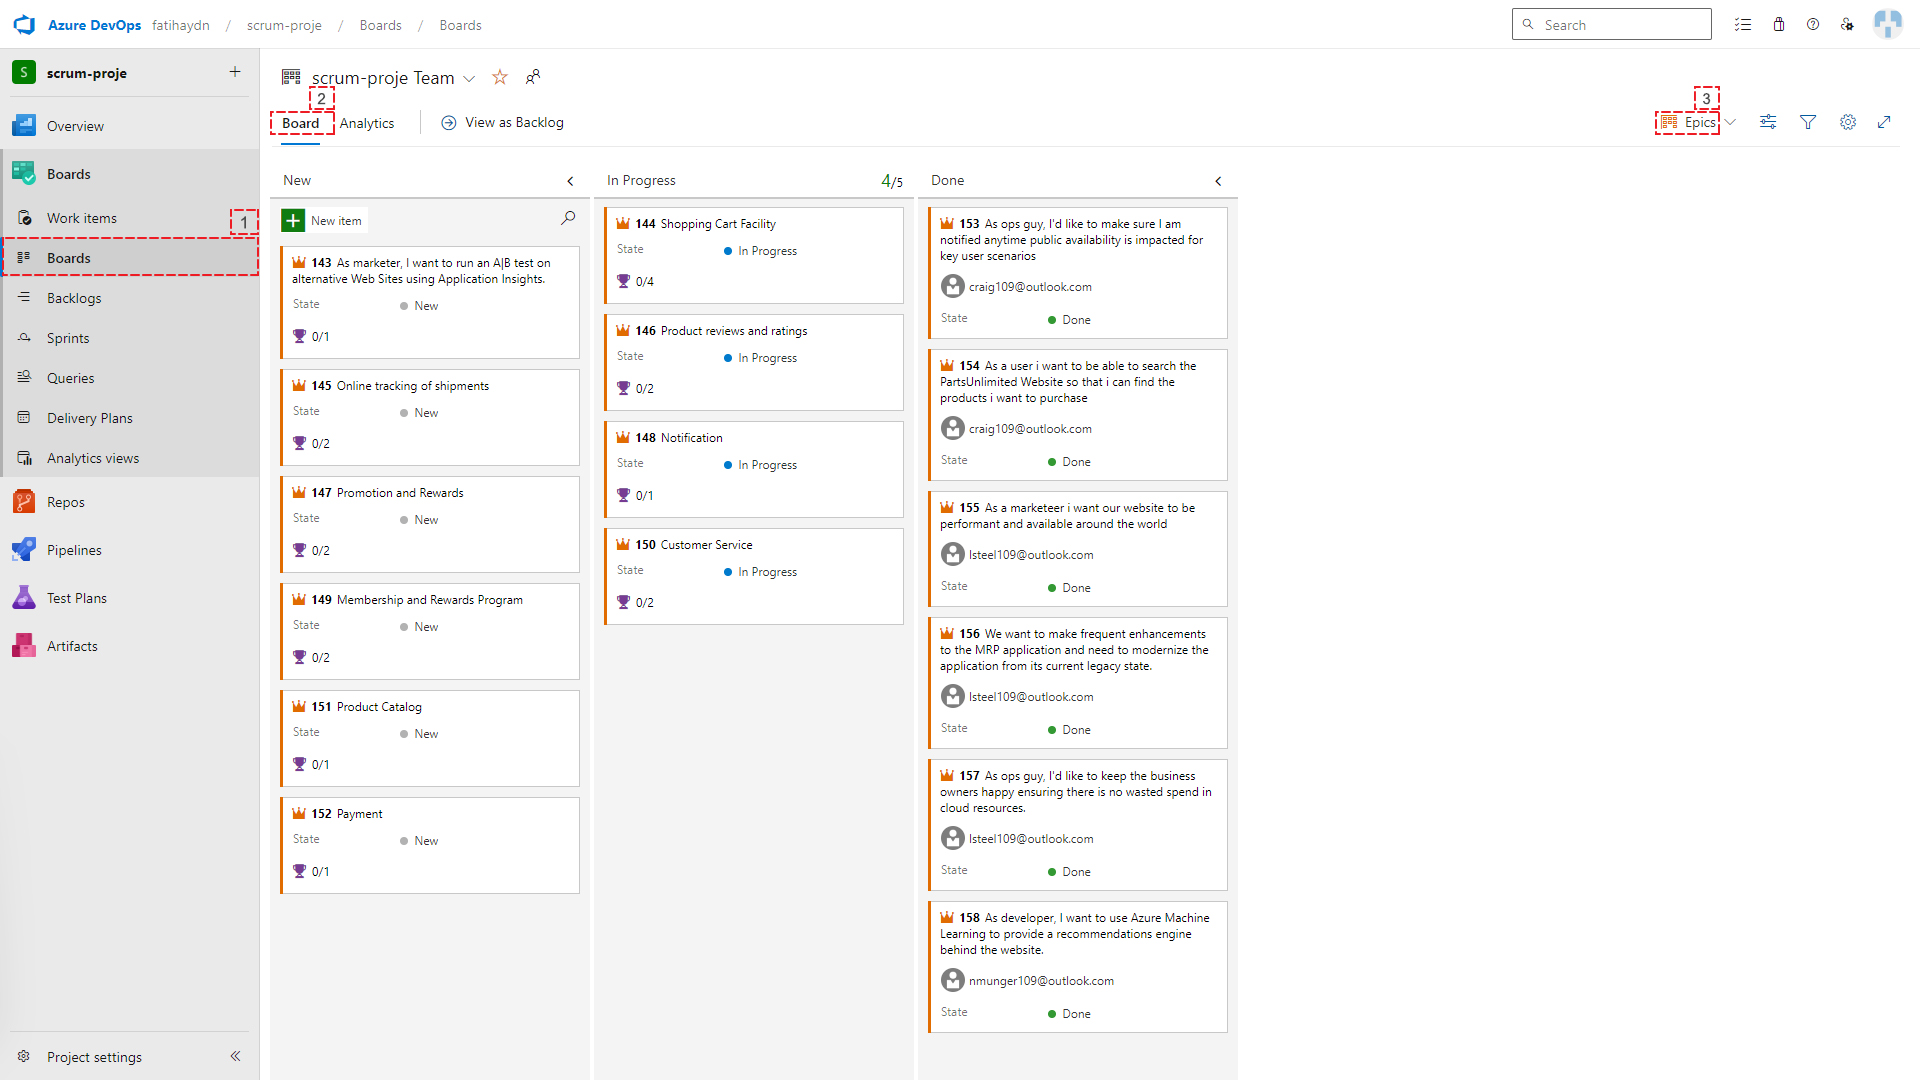 Azure DevOps fatihaydn / scrum-proje / Boards / Boards
Search
S scrum-proje
Overview
Boards
Work items
1
Boards
Backlogs
Sprints
Queries
Delivery Plans
Analytics views
Repos
Pipelines
Test Plans
Artifacts
Project settings
scrum-proje Team
2
Board Analytics View as Backlog
3
Epics
New
New item
143 As marketer, I want to run an A|B test on
alternative Web Sites using Application Insights.
State New
0/1
145 Online tracking of shipments
State New
0/2
147 Promotion and Rewards
State New
0/2
149 Membership and Rewards Program
State New
0/2
151 Product Catalog
State New
0/1
152 Payment
State New
0/1
In Progress 4/5
144 Shopping Cart Facility
State In Progress
0/4
146 Product reviews and ratings
State In Progress
0/2
148 Notification
State In Progress
0/1
150 Customer Service
State In Progress
0/2
Done
153 As ops guy, I'd like to make sure I am
notified anytime public availability is impacted for
key user scenarios
craig109@outlook.com
State Done
154 As a user i want to be able to search the
PartsUnlimited Website so that i can find the
products i want to purchase
craig109@outlook.com
State Done
155 As a marketeer i want our website to be
performant and available around the world
lsteel109@outlook.com
State Done
156 We want to make frequent enhancements
to the MRP application and need to modernize the
application from its current legacy state.
lsteel109@outlook.com
State Done
157 As ops guy, I'd like to keep the business
owners happy ensuring there is no wasted spend in
cloud resources.
lsteel109@outlook.com
State Done
158 As developer, I want to use Azure Machine
Learning to provide a recommendations engine
behind the website.
nmunger109@outlook.com
State Done